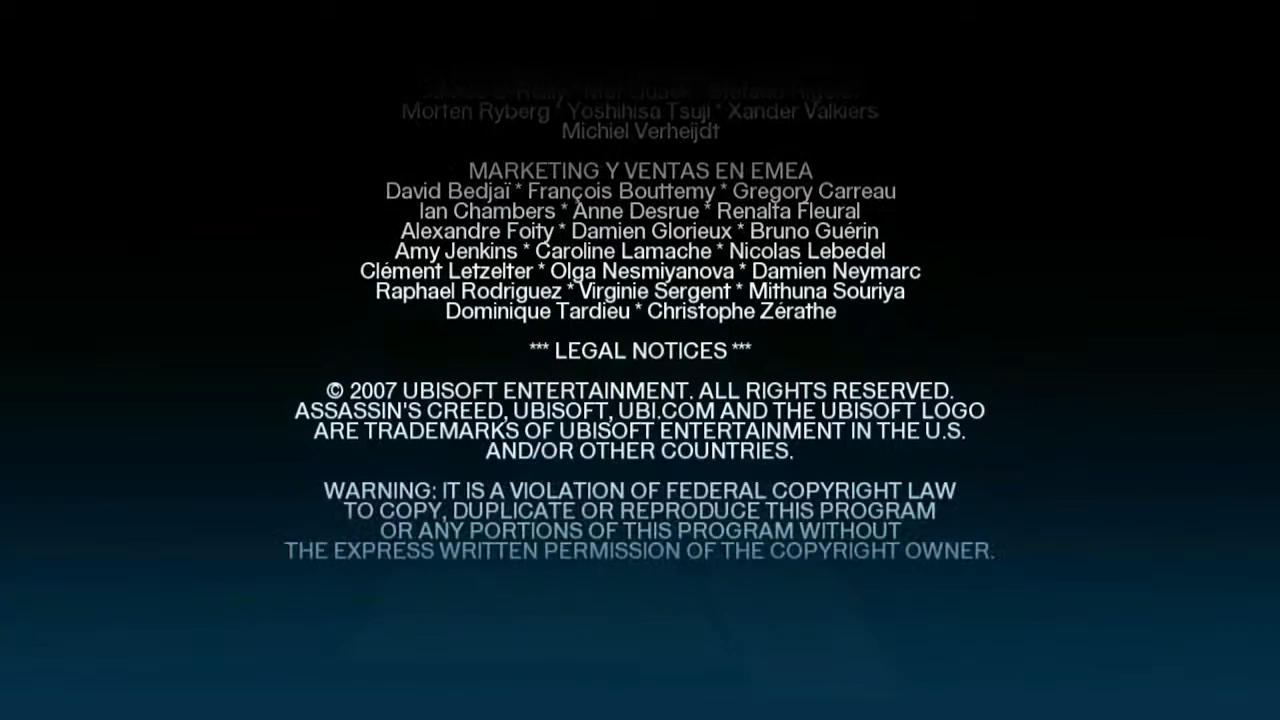 Morten Ryberg * Yoshihisa Tsuji * Xander Valkiers
Michiel Verheijdt
MARKETING Y VENTAS EN EMEA
David Bedjaï * François Bouttemy * Gregory Carreau
Ian Chambers * Anne Desrue * Renalta Fleural
Alexandre Foity * Damien Glorieux * Bruno Guérin
Amy Jenkins * Caroline Lamache * Nicolas Lebedel
Clément Letzelter * Olga Nesmiyanova * Damien Neymarc
Raphael Rodriguez * Virginie Sergent * Mithuna Souriya
Dominique Tardieu * Christophe Zérathe
*** LEGAL NOTICES ***
© 2007 UBISOFT ENTERTAINMENT. ALL RIGHTS RESERVED.
ASSASSIN'S CREED, UBISOFT, UBI.COM AND THE UBISOFT LOGO
ARE TRADEMARKS OF UBISOFT ENTERTAINMENT IN THE U.S.
AND/OR OTHER COUNTRIES.
WARNING: IT IS A VIOLATION OF FEDERAL COPYRIGHT LAW
TO COPY, DUPLICATE OR REPRODUCE THIS PROGRAM
OR ANY PORTIONS OF THIS PROGRAM WITHOUT
THE EXPRESS WRITTEN PERMISSION OF THE COPYRIGHT OWNER.